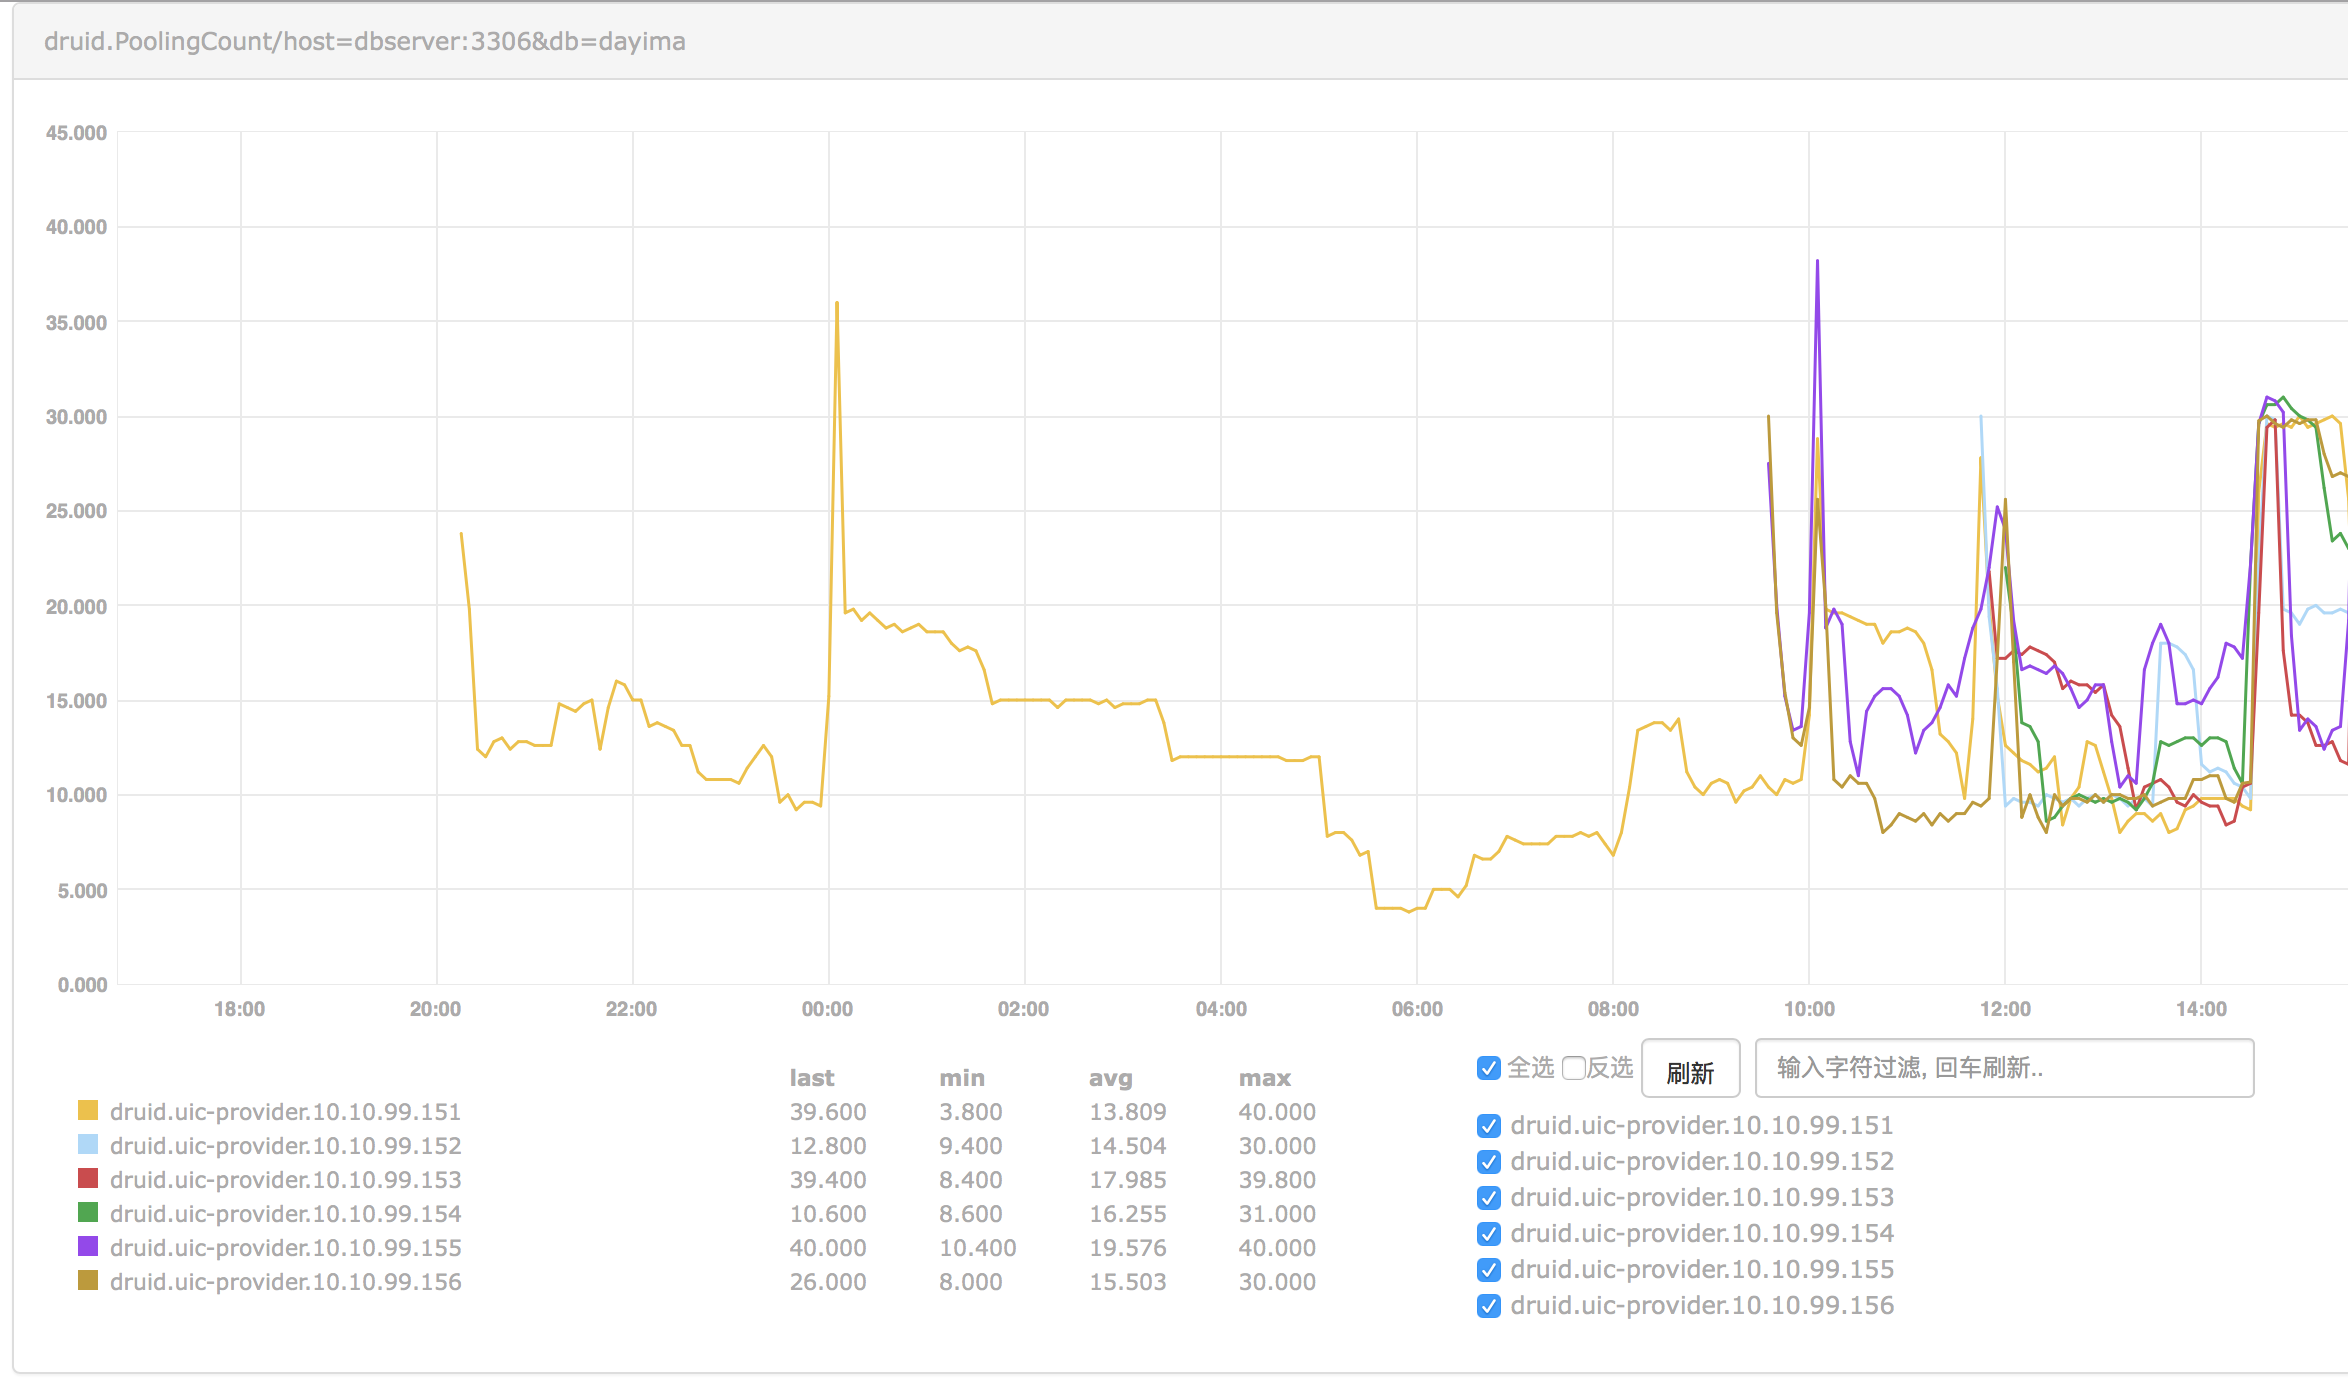 druid.PoolingCount/host=dbserver:3306&db=dayima
45.000
40.000
35.000
30.000
25.000
20.000
15.000
10.000
5.000
0.000
18:00 20:00 22:00 00:00 02:00 04:00 06:00 08:00 10:00 12:00 14:00
last min avg max
druid.uic-provider.10.10.99.151 39.600 3.800 13.809 40.000
druid.uic-provider.10.10.99.152 12.800 9.400 14.504 30.000
druid.uic-provider.10.10.99.153 39.400 8.400 17.985 39.800
druid.uic-provider.10.10.99.154 10.600 8.600 16.255 31.000
druid.uic-provider.10.10.99.155 40.000 10.400 19.576 40.000
druid.uic-provider.10.10.99.156 26.000 8.000 15.503 30.000
全选 反选 刷新 输入字符过滤, 回车刷新..
druid.uic-provider.10.10.99.151
druid.uic-provider.10.10.99.152
druid.uic-provider.10.10.99.153
druid.uic-provider.10.10.99.154
druid.uic-provider.10.10.99.155
druid.uic-provider.10.10.99.156